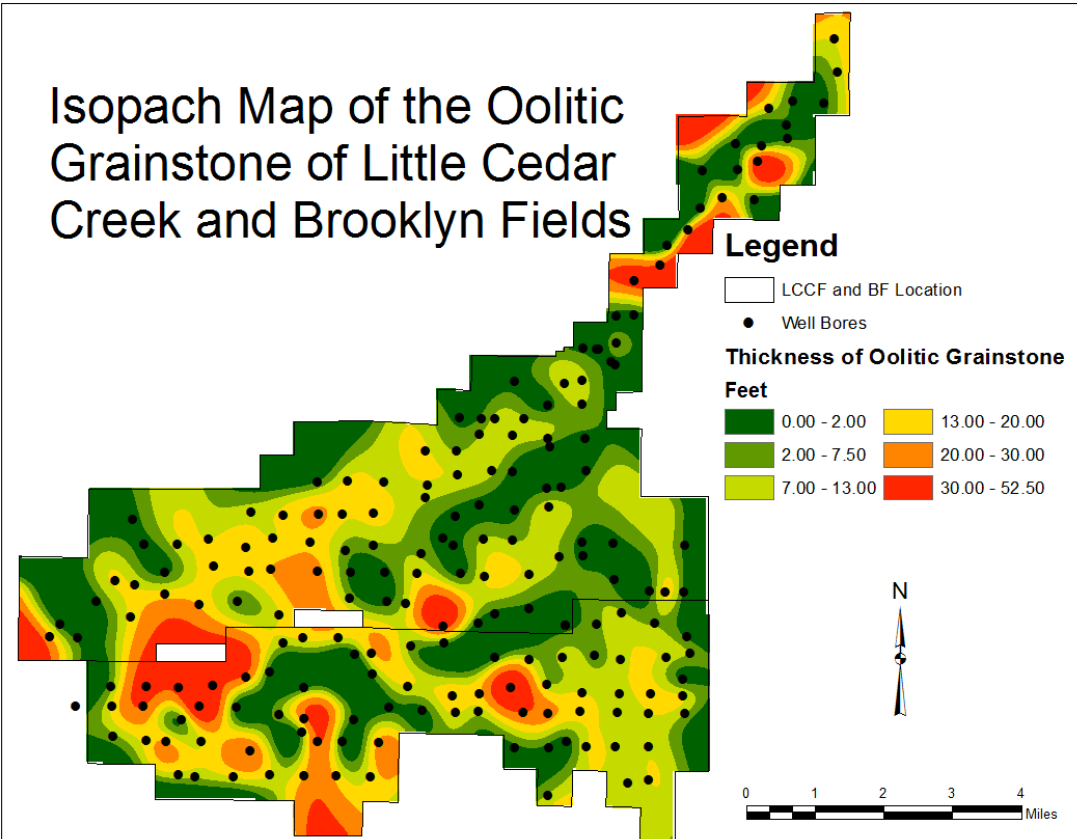 Isopach Map of the Oolitic
Grainstone of Little Cedar
Creek and Brooklyn Fields
Legend
LCCF and BF Location
Well Bores
Thickness of Oolitic Grainstone
Feet
0.00 - 2.00
2.00 - 7.50
7.00 - 13.00
13.00 - 20.00
20.00 - 30.00
30.00 - 52.50
N
0 1 2 3 4
Miles